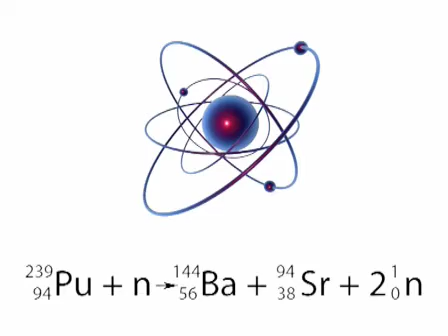 ²³⁹₉₄Pu + n → ¹⁴⁴₅₆Ba + ⁹⁴₃₈Sr + 2¹₀n